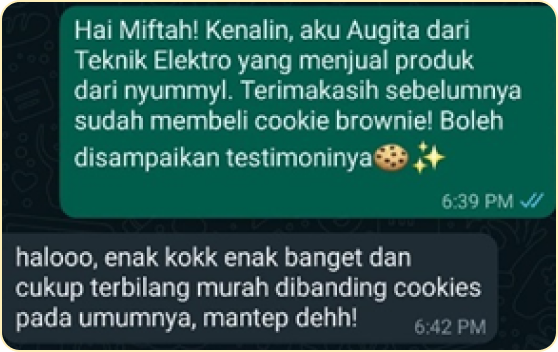 Hai Miftah! Kenalin, aku Augita dari
Teknik Elektro yang menjual produk
dari nyummyl. Terimakasih sebelumnya
sudah membeli cookie brownie! Boleh
disampaikan testimoninya🍪✨
6:39 PM
halooo, enak kokk enak banget dan
cukup terbilang murah dibanding cookies
pada umumnya, mantep dehh!
6:42 PM